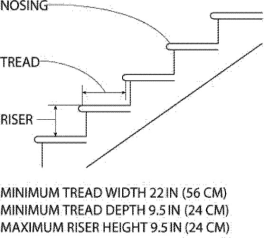 NOSING
TREAD
RISER
MINIMUM TREAD WIDTH 22 IN (56 CM)
MINIMUM TREAD DEPTH 9.5 IN (24 CM)
MAXIMUM RISER HEIGHT 9.5 IN (24 CM)